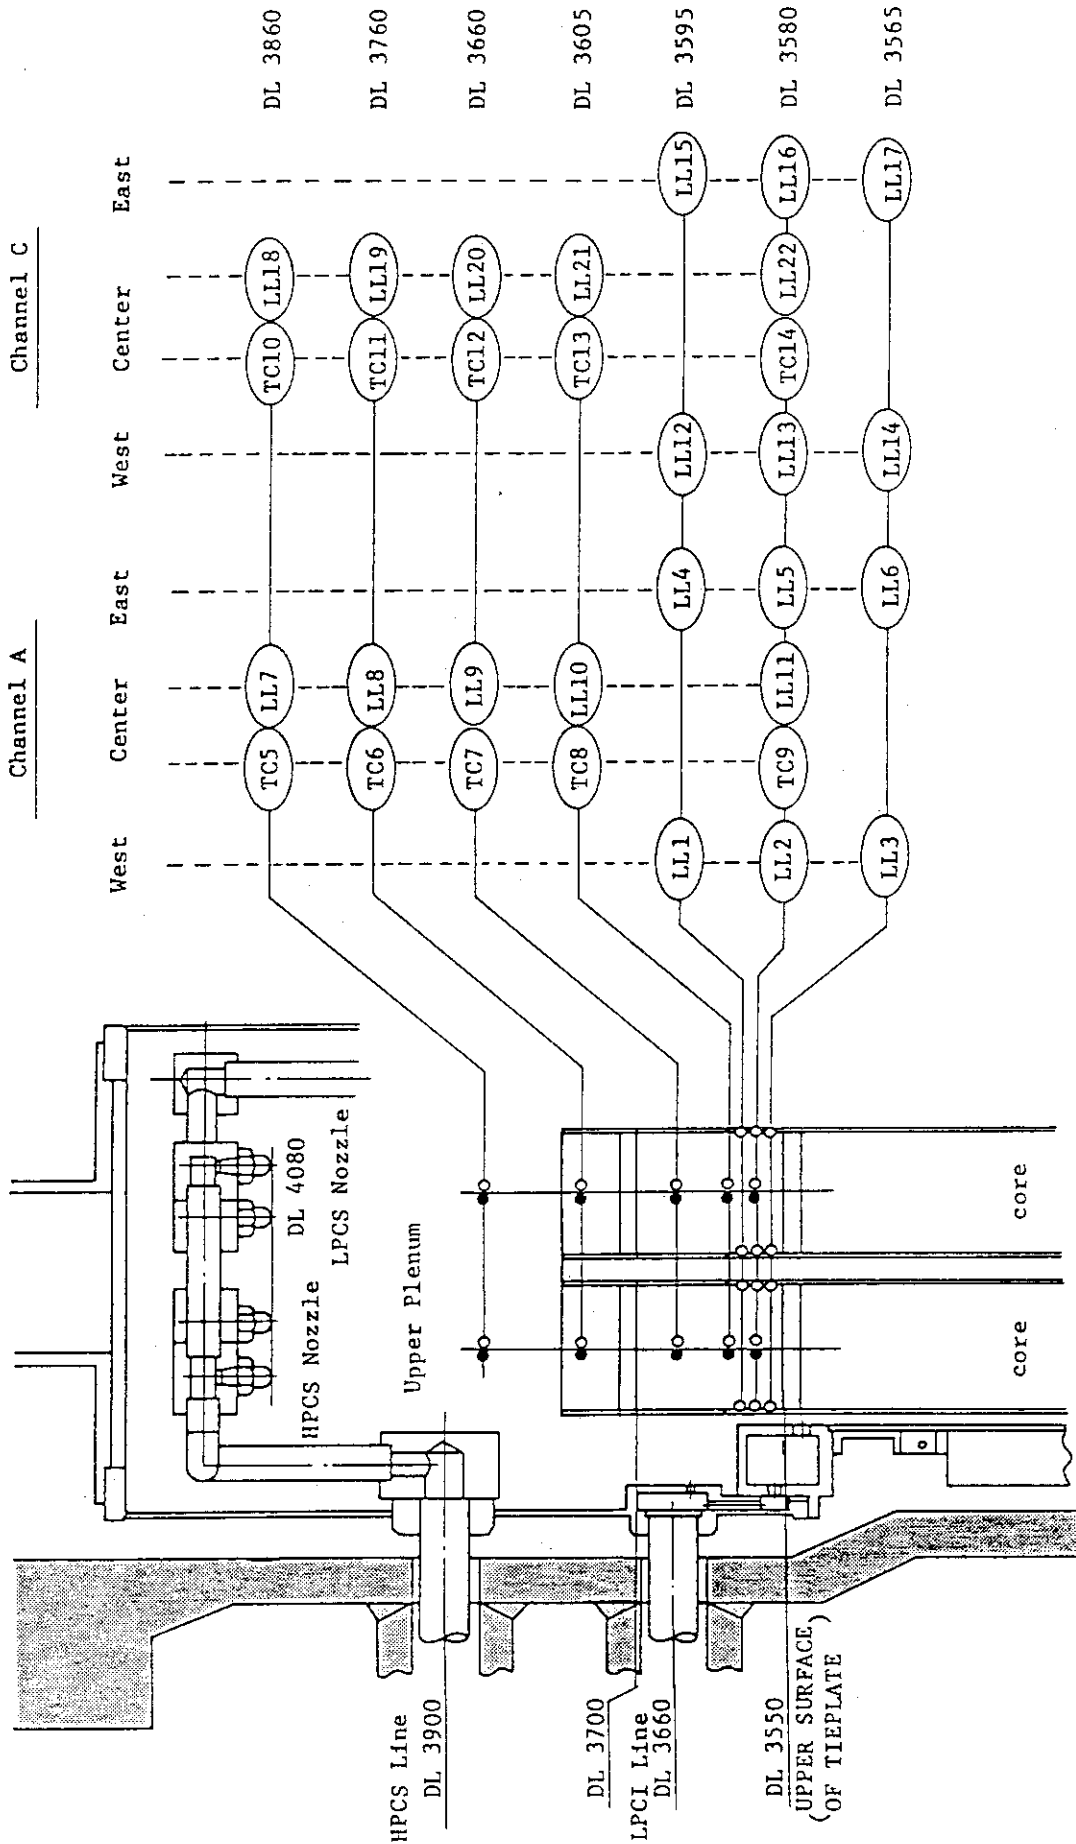 Channel A
Channel C
West
Center
East
West
Center
East
TC5
LL7
TC10
LL18
DL 3860
TC6
LL8
TC11
LL19
DL 3760
TC7
LL9
TC12
LL20
DL 3660
TC8
LL10
TC13
LL21
DL 3605
LL1
LL4
LL12
LL15
DL 3595
LL2
TC9
LL11
LL5
LL13
TC14
LL22
LL16
DL 3580
LL3
LL6
LL14
LL17
DL 3565
HPCS Nozzle
DL 4080
LPCS Nozzle
Upper Plenum
HPCS Line
DL 3900
DL 3700
LPCI Line
DL 3660
DL 3550
(UPPER SURFACE
OF TIEPLATE)
core
core